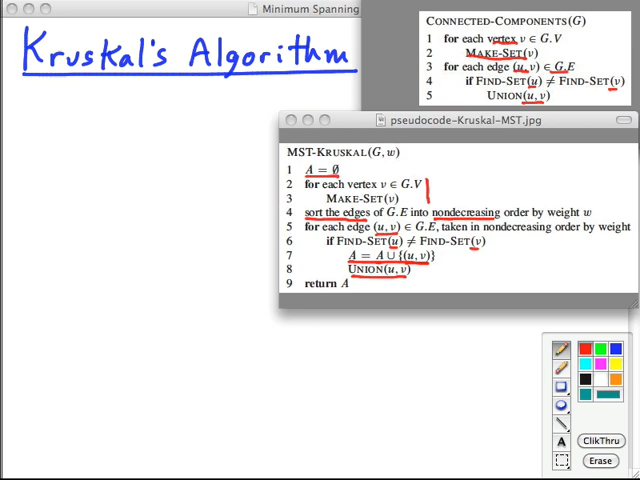 Minimum Spanning
Kruskal's Algorithm
CONNECTED-COMPONENTS(G)
1 for each vertex v ∈ G.V
2 MAKE-SET(v)
3 for each edge (u, v) ∈ G.E
4 if FIND-SET(u) ≠ FIND-SET(v)
5 UNION(u, v)
pseudocode-Kruskal-MST.jpg
MST-KRUSKAL(G, w)
1 A = ∅
2 for each vertex v ∈ G.V
3 MAKE-SET(v)
4 sort the edges of G.E into nondecreasing order by weight w
5 for each edge (u, v) ∈ G.E, taken in nondecreasing order by weight
6 if FIND-SET(u) ≠ FIND-SET(v)
7 A = A ∪ {(u, v)}
8 UNION(u, v)
9 return A
A
ClikThru
Erase